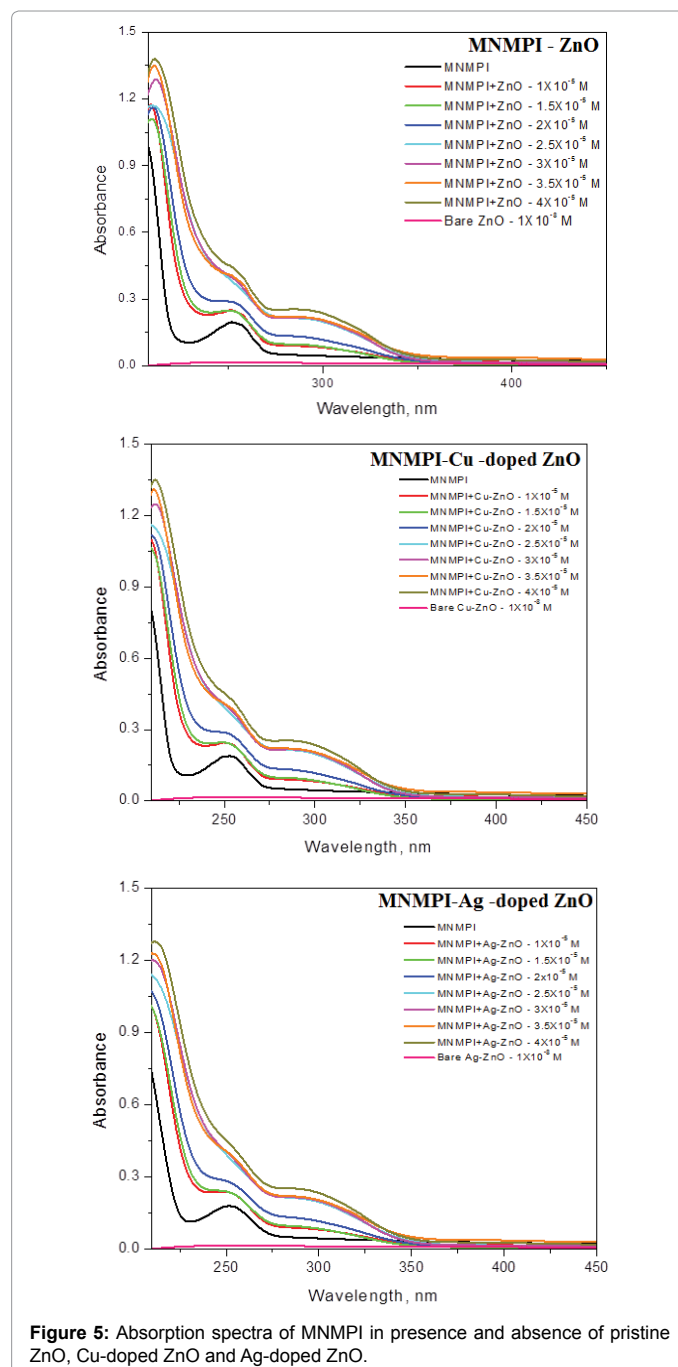 MNMPI - ZnO
1.5
1.2
0.9
0.6
0.3
0.0
Absorbance
MNMPI
MNMPI+ZnO - 1X10⁻⁵ M
MNMPI+ZnO - 1.5X10⁻⁵ M
MNMPI+ZnO - 2X10⁻⁵ M
MNMPI+ZnO - 2.5X10⁻⁵ M
MNMPI+ZnO - 3X10⁻⁵ M
MNMPI+ZnO - 3.5X10⁻⁵ M
MNMPI+ZnO - 4X10⁻⁵ M
Bare ZnO - 1X10⁻⁸ M
300
400
Wavelength, nm
MNMPI-Cu -doped ZnO
1.5
1.2
0.9
0.6
0.3
0.0
Absorbance
MNMPI
MNMPI+Cu-ZnO - 1X10⁻⁵ M
MNMPI+Cu-ZnO - 1.5X10⁻⁵ M
MNMPI+Cu-ZnO - 2X10⁻⁵ M
MNMPI+Cu-ZnO - 2.5X10⁻⁵ M
MNMPI+Cu-ZnO - 3X10⁻⁵ M
MNMPI+Cu-ZnO - 3.5X10⁻⁵ M
MNMPI+Cu-ZnO - 4X10⁻⁵ M
Bare Cu-ZnO - 1X10⁻⁸ M
250
300
350
400
450
Wavelength, nm
MNMPI-Ag -doped ZnO
1.5
1.2
0.9
0.6
0.3
0.0
Absorbance
MNMPI
MNMPI+Ag-ZnO - 1X10⁻⁵ M
MNMPI+Ag-ZnO - 1.5X10⁻⁵ M
MNMPI+Ag-ZnO - 2x10⁻⁵ M
MNMPI+Ag-ZnO - 2.5X10⁻⁵ M
MNMPI+Ag-ZnO - 3X10⁻⁵ M
MNMPI+Ag-ZnO - 3.5X10⁻⁵ M
MNMPI+Ag-ZnO - 4X10⁻⁵ M
Bare Ag-ZnO - 1X10⁻⁸ M
250
300
350
400
450
Wavelength, nm
Figure 5: Absorption spectra of MNMPI in presence and absence of pristine
ZnO, Cu-doped ZnO and Ag-doped ZnO.